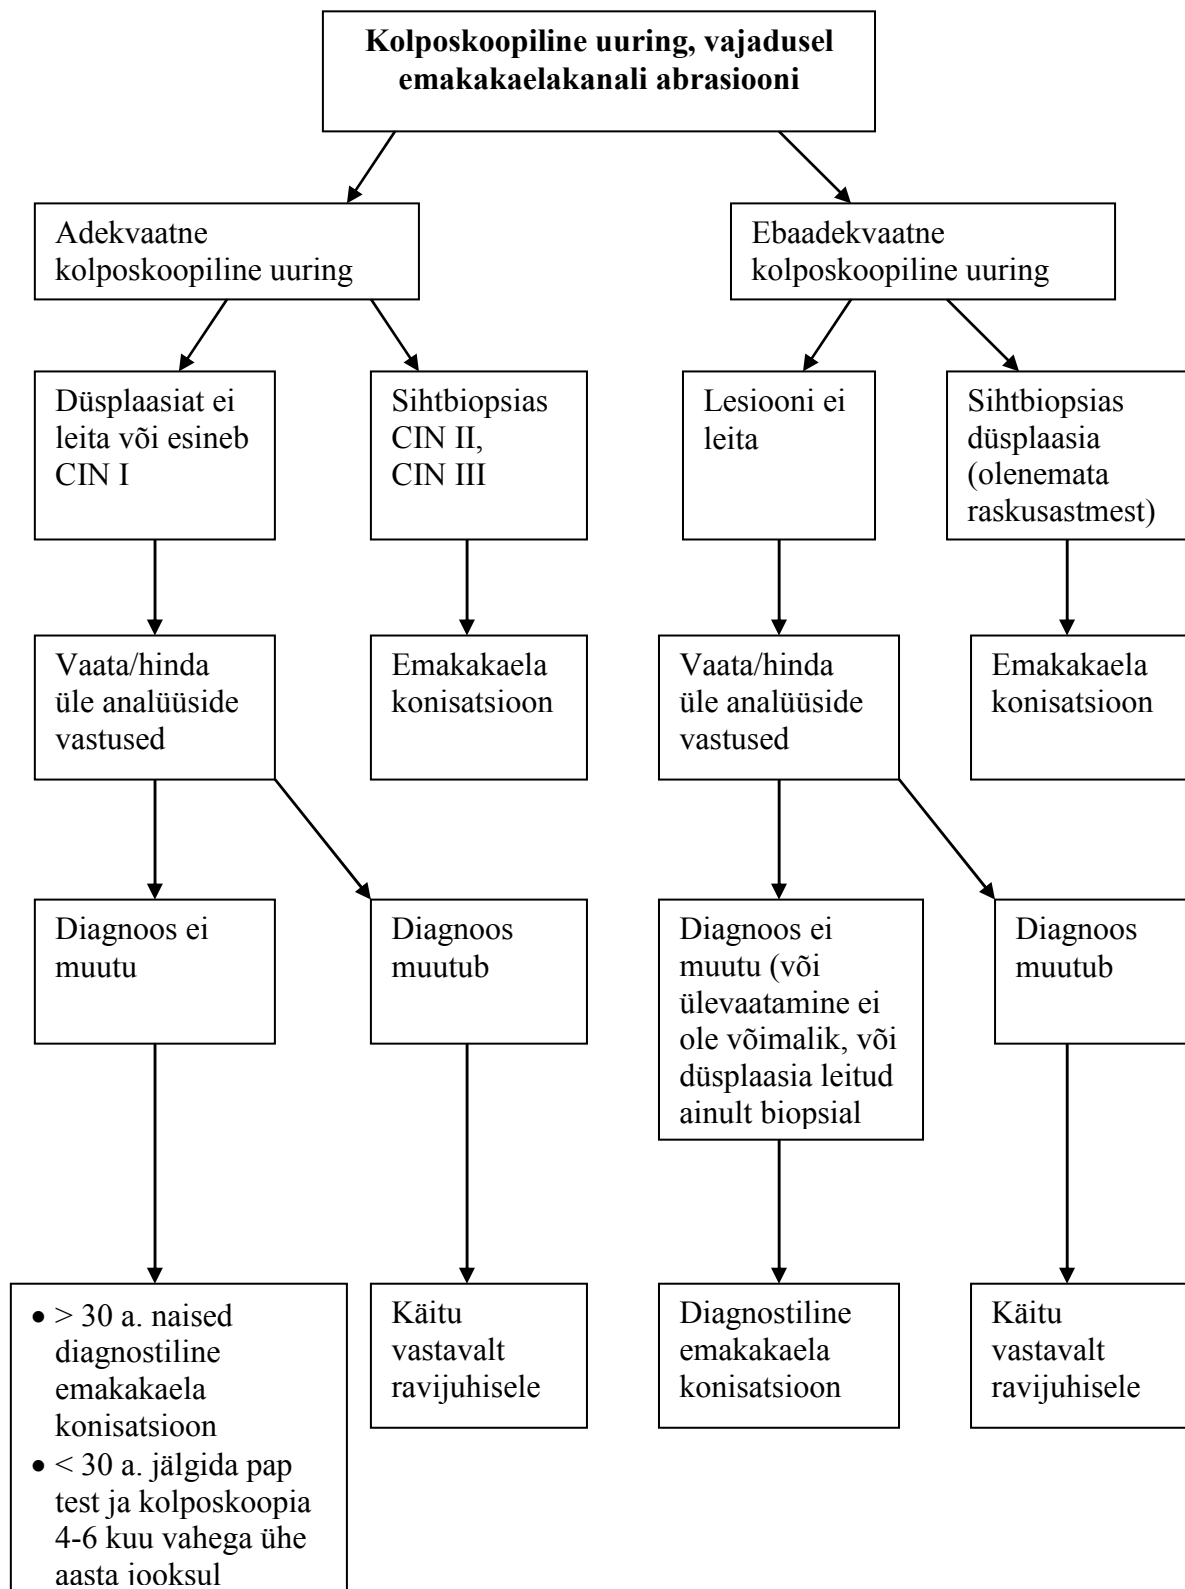 Kolposkoopiline uuring, vajadusel
emakakaelakanali abrasiooni
Adekvaatne
kolposkoopiline uuring
Ebaadekvaatne
kolposkoopiline uuring
Düsplaasiat ei
leita või esineb
CIN I
Sihtbiopsias
CIN II,
CIN III
Lesiooni ei
leita
Sihtbiopsias
düsplaasia
(olenemata
raskusastmest)
Vaata/hinda
üle analüüside
vastused
Emakakaela
konisatsioon
Vaata/hinda
üle analüüside
vastused
Emakakaela
konisatsioon
Diagnoos ei
muutu
Diagnoos
muutub
Diagnoos ei
muutu (või
ülevaatamine ei
ole võimalik, või
düsplaasia leitud
ainult biopsial
Diagnoos
muutub
• > 30 a. naised
diagnostiline
emakakaela
konisatsioon
• < 30 a. jälgida pap
test ja kolposkoopia
4-6 kuu vahega ühe
aasta jooksul
Käitu
vastavalt
ravijuhisele
Diagnostiline
emakakaela
konisatsioon
Käitu
vastavalt
ravijuhisele